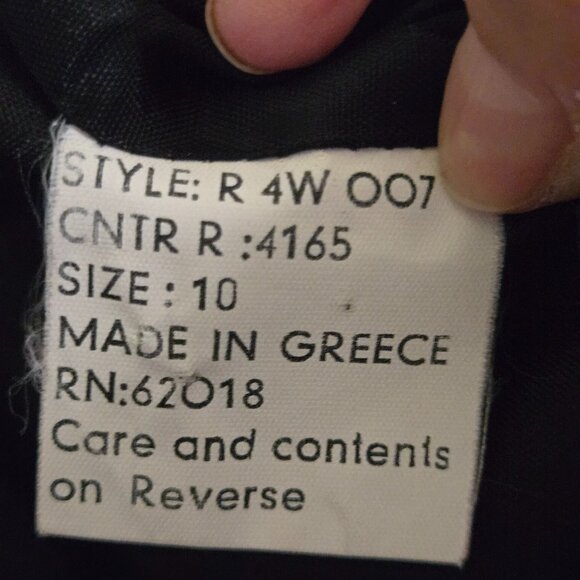 STYLE: R 4W 007
CNTR R :4165
SIZE : 10
MADE IN GREECE
RN:62018
Care and contents
on Reverse